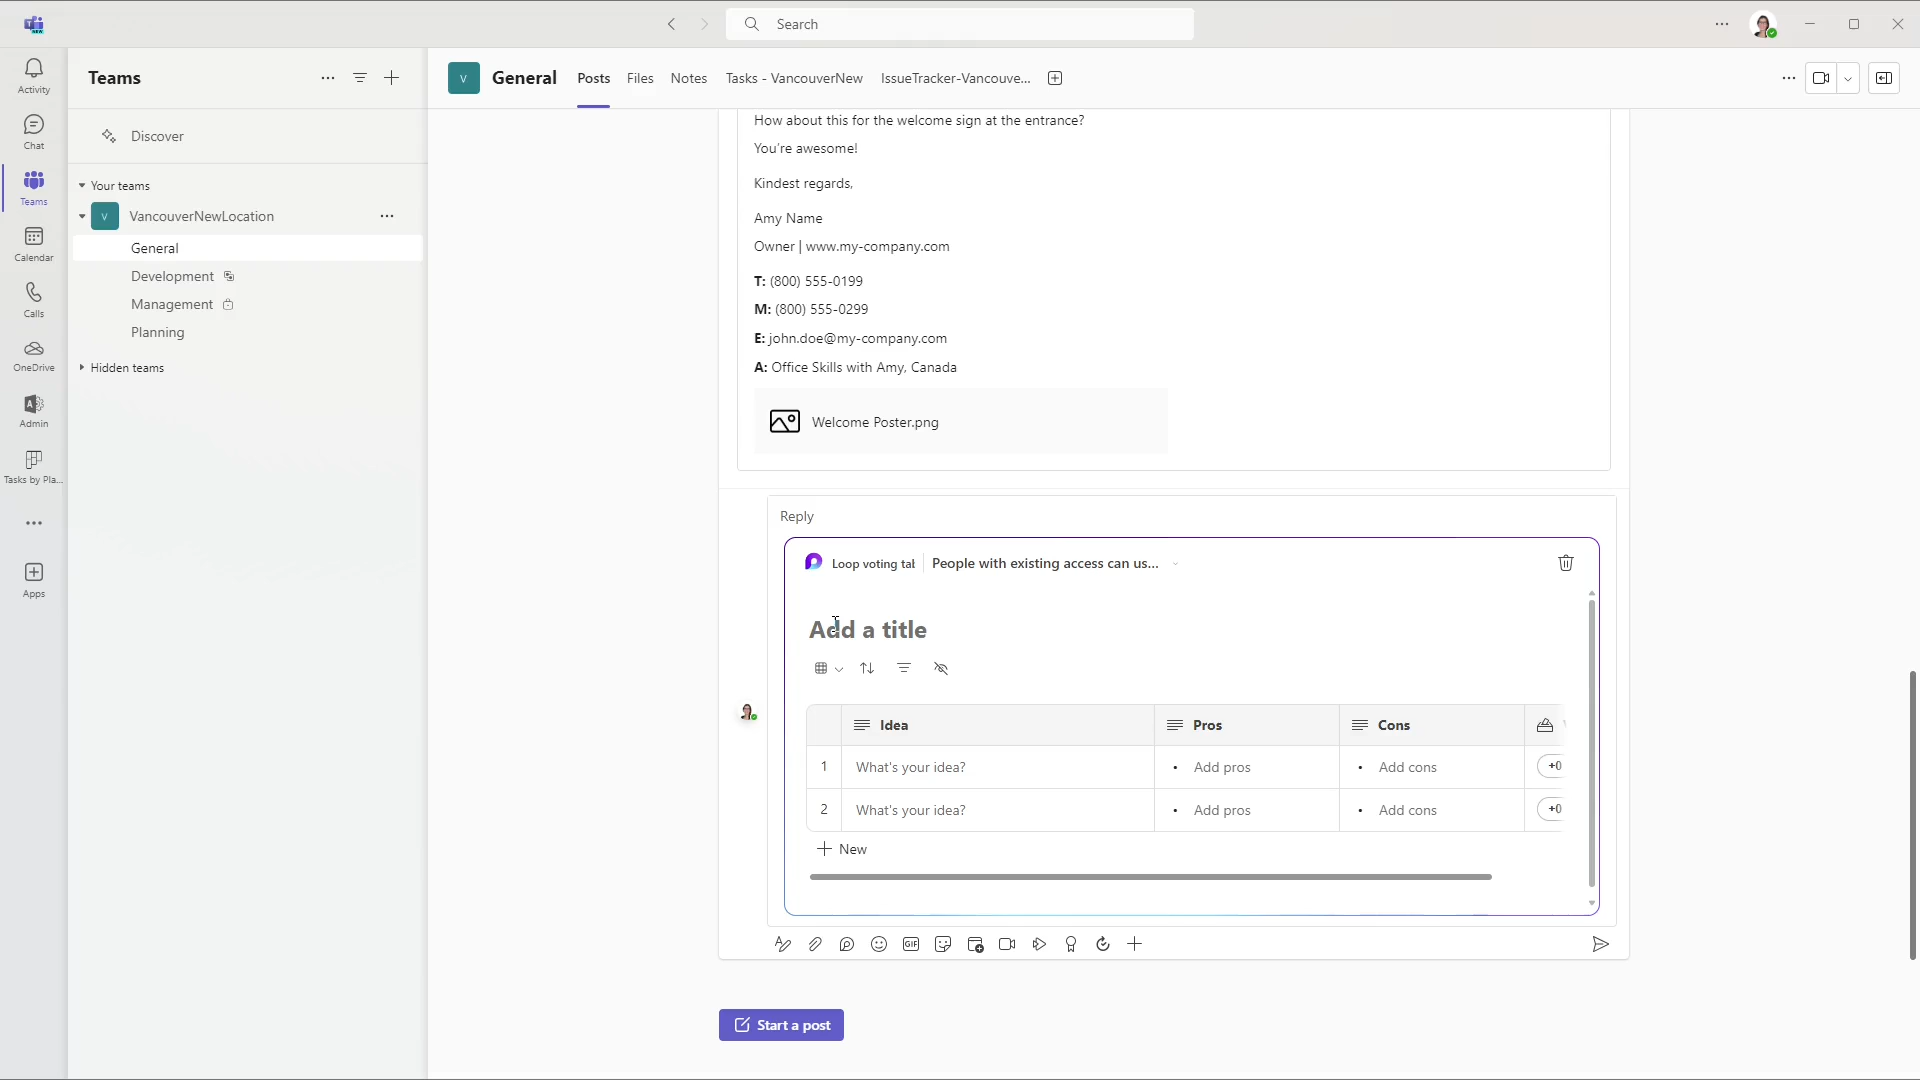 Search
Activity
Chat
Teams
Calendar
Calls
OneDrive
Admin
Tasks by Pla...
Apps
Teams
Discover
Your teams
V VancouverNewLocation
General
Development
Management
Planning
Hidden teams
V General Posts Files Notes Tasks - VancouverNew IssueTracker-Vancouve...
How about this for the welcome sign at the entrance?
You're awesome!
Kindest regards,
Amy Name
Owner | www.my-company.com
T: (800) 555-0199
M: (800) 555-0299
E: john.doe@my-company.com
A: Office Skills with Amy, Canada
Welcome Poster.png
Reply
Loop voting tal People with existing access can us...
Add a title
Idea Pros Cons
1 What's your idea? • Add pros • Add cons +0
2 What's your idea? • Add pros • Add cons +0
New
GIF
Start a post